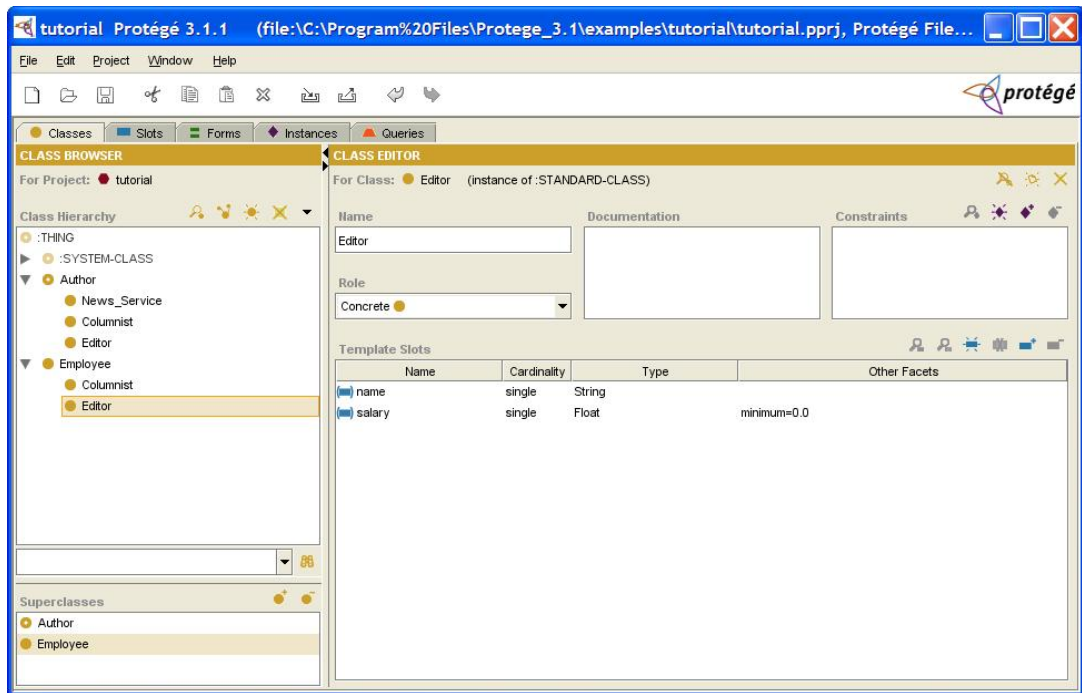 tutorial Protégé 3.1.1 (file:\C:\Program%20Files\Protege_3.1\examples\tutorial\tutorial.pprj, Protégé File...
File Edit Project Window Help
protégé
Classes Slots Forms Instances Queries
CLASS BROWSER
For Project: tutorial
Class Hierarchy
:THING
:SYSTEM-CLASS
Author
News_Service
Columnist
Editor
Employee
Columnist
Editor
Superclasses
Author
Employee
CLASS EDITOR
For Class: Editor (instance of :STANDARD-CLASS)
Name Documentation Constraints
Editor
Role
Concrete
Template Slots
Name Cardinality Type Other Facets
name single String
salary single Float minimum=0.0